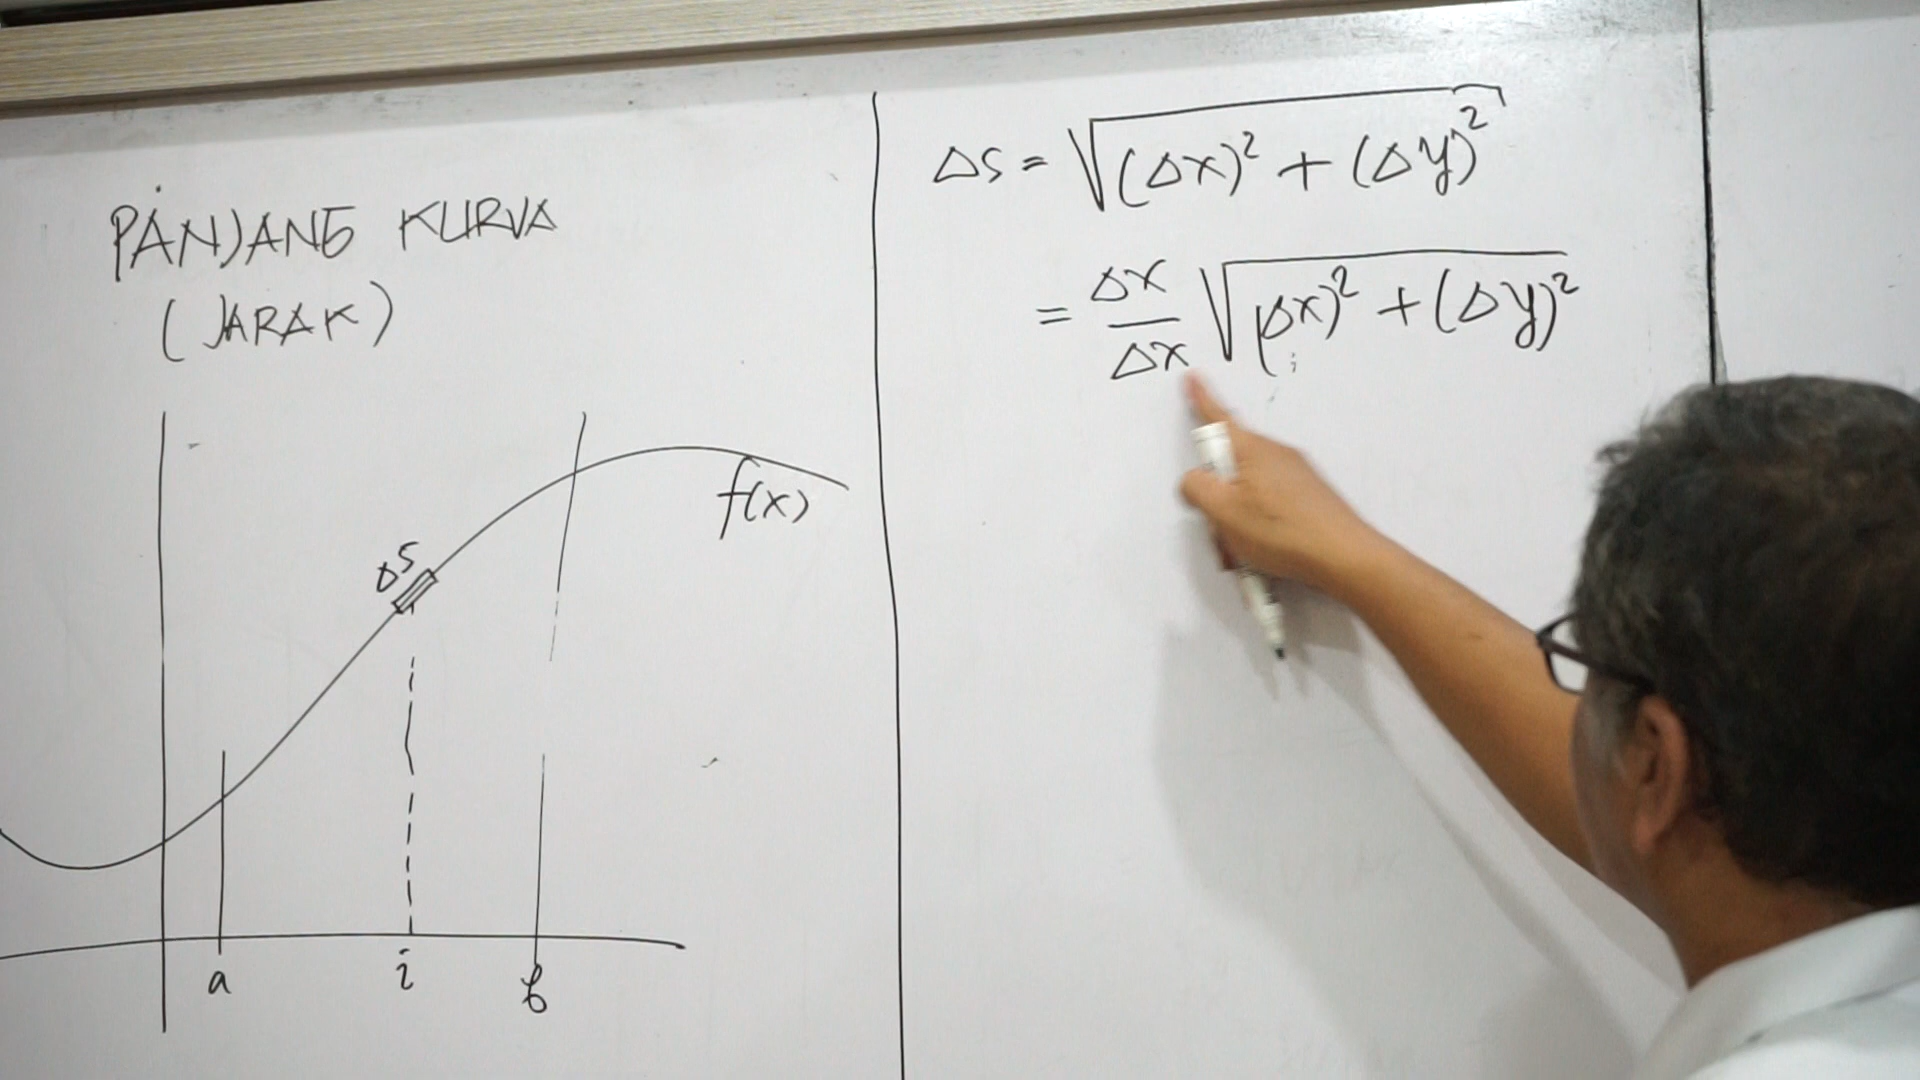 PANJANG KURVA
(JARAK)
ΔS
f(x)
a
i
b
ΔS = √((Δx)² + (Δy)²)
= Δx/Δx √((Δx)² + (Δy)²)